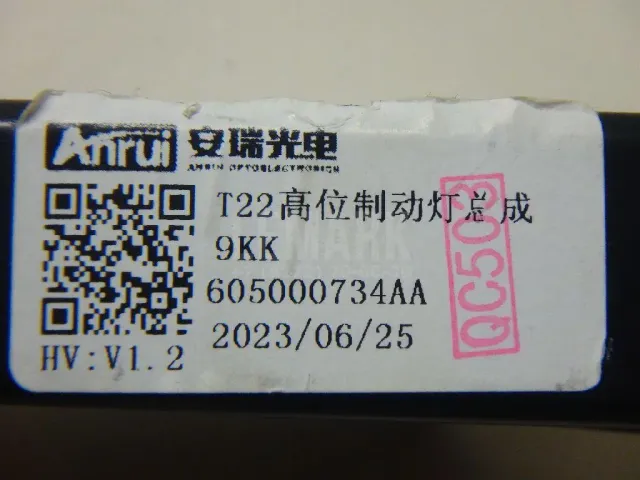 Anrui 安瑞光电
ANRUI OPTOELECTRONICS
T22高位制动灯总成
9KK
605000734AA
2023/06/25
HV:V1.2
QC503